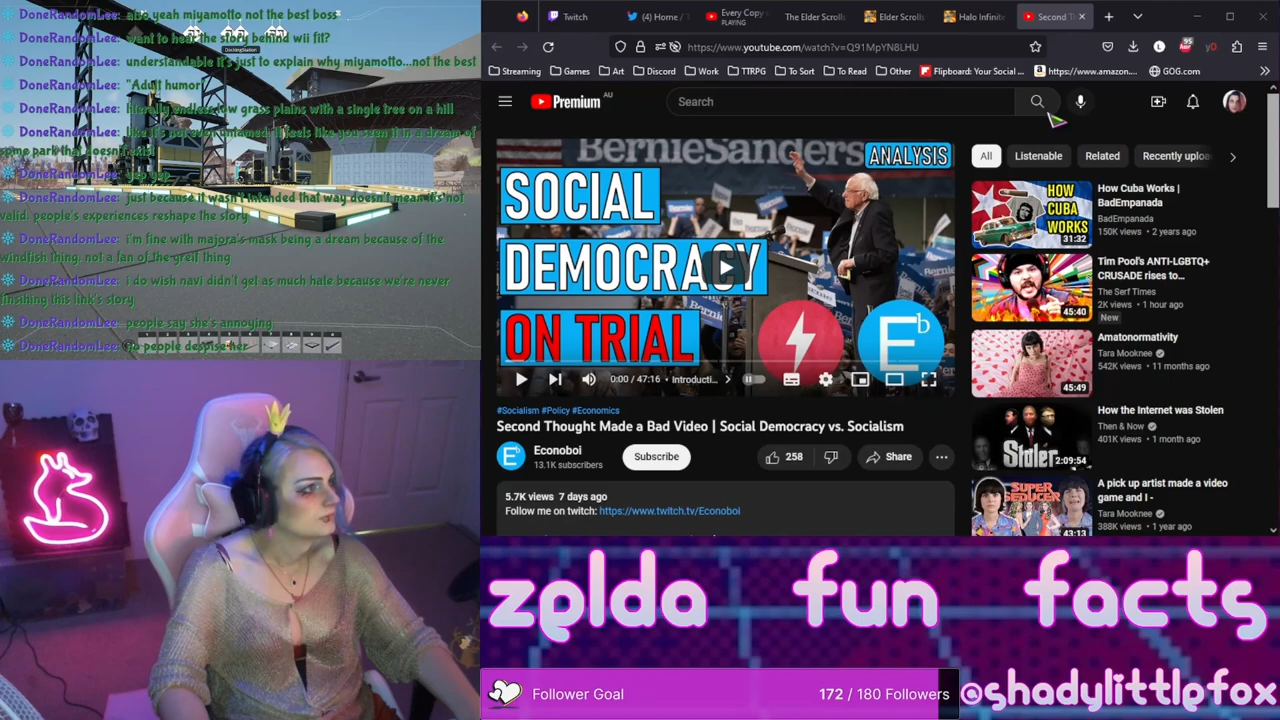 DoneRandomLee: also yeah miyamoto not the best boss
DoneRandomLee: want to hear the story behind wii fit?
DockingStation
DoneRandomLee: understandable it's just to explain why miyamoto...not the best
DoneRandomLee: "Adult humor"
DoneRandomLee: literally endless low grass plains with a single tree on a hill
DoneRandomLee: like it's not even untamed. it feels like you seen it in a dream of
some park that doesn't exist
DoneRandomLee: yep yep
DoneRandomLee: just because it wasn't intended that way doesn't mean it's not
valid. people's experiences reshape the story
DoneRandomLee: i'm fine with majora's mask being a dream because of the
windfish thing. not a fan of the greif thing
DoneRandomLee: i do wish navi didn't get as much hate because we're never
finsihing this link's story
DoneRandomLee: people say she's annoying
DoneRandomLee: no people despise her
Twitch
(4) Home /
Every Copy
PLAYING
The Elder Scrolls
Elder Scrolls
Halo Infinite
Second Th
https://www.youtube.com/watch?v=Q91MpYN8LHU
95
Streaming
Games
Art
Discord
Work
TTRPG
To Sort
To Read
Other
Flipboard: Your Social ...
https://www.amazon....
GOG.com
Premium
AU
Search
BernieSanders
ANALYSIS
SOCIAL
DEMOCRACY
ON TRIAL
Eb
0:00 / 47:16 • Introducti...
#Socialism #Policy #Economics
Second Thought Made a Bad Video | Social Democracy vs. Socialism
Econoboi
13.1K subscribers
Subscribe
258
Share
5.7K views 7 days ago
Follow me on twitch: https://www.twitch.tv/Econoboi
All
Listenable
Related
Recently uploa
HOW
CUBA
WORKS
31:32
How Cuba Works |
BadEmpanada
BadEmpanada
150K views • 2 years ago
45:40
Tim Pool's ANTI-LGBTQ+
CRUSADE rises to...
The Serf Times
2K views • 1 hour ago
New
45:49
Amatonormativity
Tara Mooknee
542K views • 11 months ago
Stolen
2:09:54
How the Internet was Stolen
Then & Now
401K views • 1 month ago
SUPER
SEDUCER
43:13
A pick up artist made a video
game and I -
Tara Mooknee
388K views • 1 year ago
zelda fun facts
Follower Goal
172 / 180 Followers
@shadylittlefox